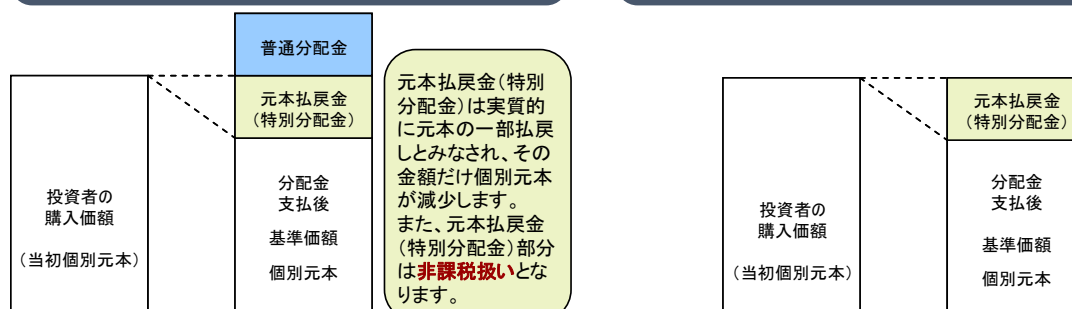 普通分配金
元本払戻金
(特別分配金)
投資者の
購入価額
(当初個別元本)
分配金
支払後
基準価額
個別元本
元本払戻金(特別
分配金)は実質的
に元本の一部払戻
しとみなされ、その
金額だけ個別元本
が減少します。
また、元本払戻金
(特別分配金)部分
は非課税扱いとな
ります。
投資者の
購入価額
(当初個別元本)
元本払戻金
(特別分配金)
分配金
支払後
基準価額
個別元本